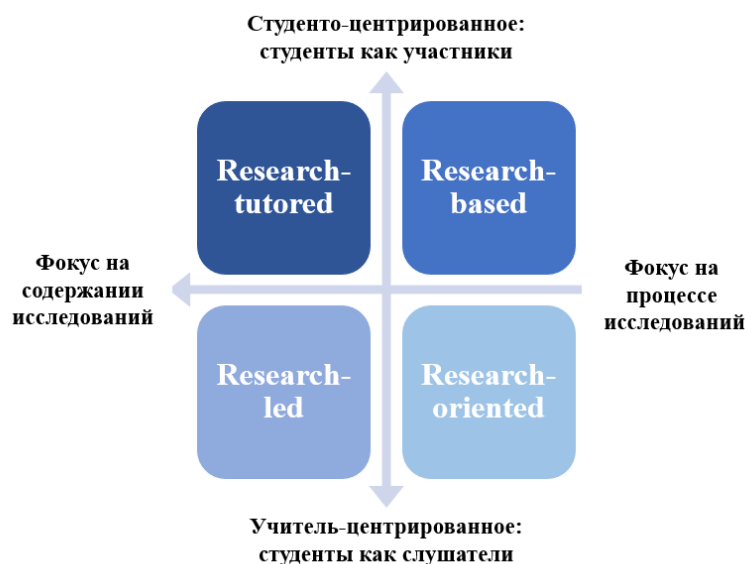 Студенто-центрированное:
студенты как участники
Research-
tutored
Research-
based
Фокус на
содержании
исследований
Фокус на
процессе
исследований
Research-
led
Research-
oriented
Учитель-центрированное:
студенты как слушатели